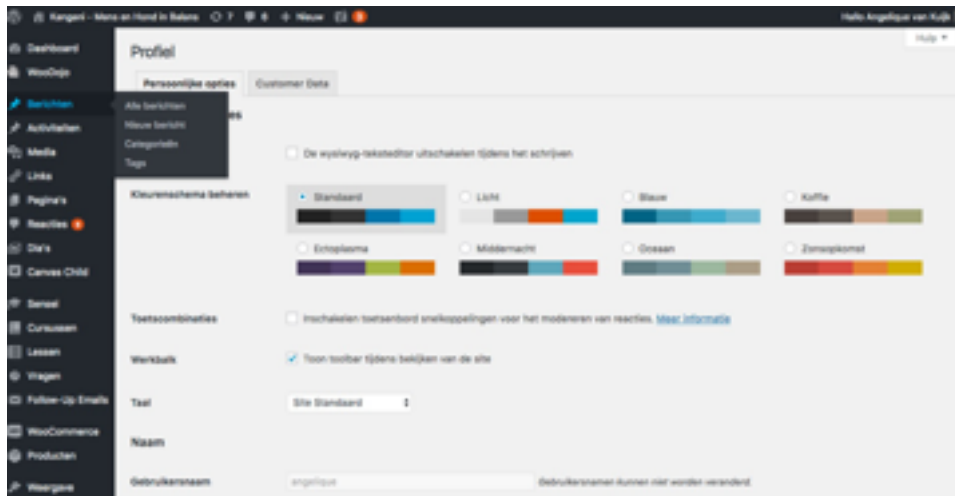 Kangeni - Mens en Hond in Balans 7 6 + Nieuw
Hallo Angelique van Kuijk
Hulp
Dashboard
WooDojo
Berichten
Activiteiten
Media
Links
Pagina's
Reacties 6
Dia's
Canvas Child
Sensei
Cursussen
Lessen
Vragen
Follow-Up Emails
WooCommerce
Producten
Weergave
Alle berichten
Nieuw bericht
Categorieën
Tags
Profiel
Persoonlijke opties Customer Data
es
De wysiwyg-teksteditor uitschakelen tijdens het schrijven
Kleurenschema beheren
Standaard Licht Blauw Koffie
Ectoplasma Middernacht Oceaan Zonsopkomst
Toetscombinaties Inschakelen toetsenbord snelkoppelingen voor het modereren van reacties. Meer informatie
Werkbalk Toon toolbar tijdens bekijken van de site
Taal Site Standaard
Naam
Gebruikersnaam angelique Gebruikersnamen kunnen niet worden veranderd.